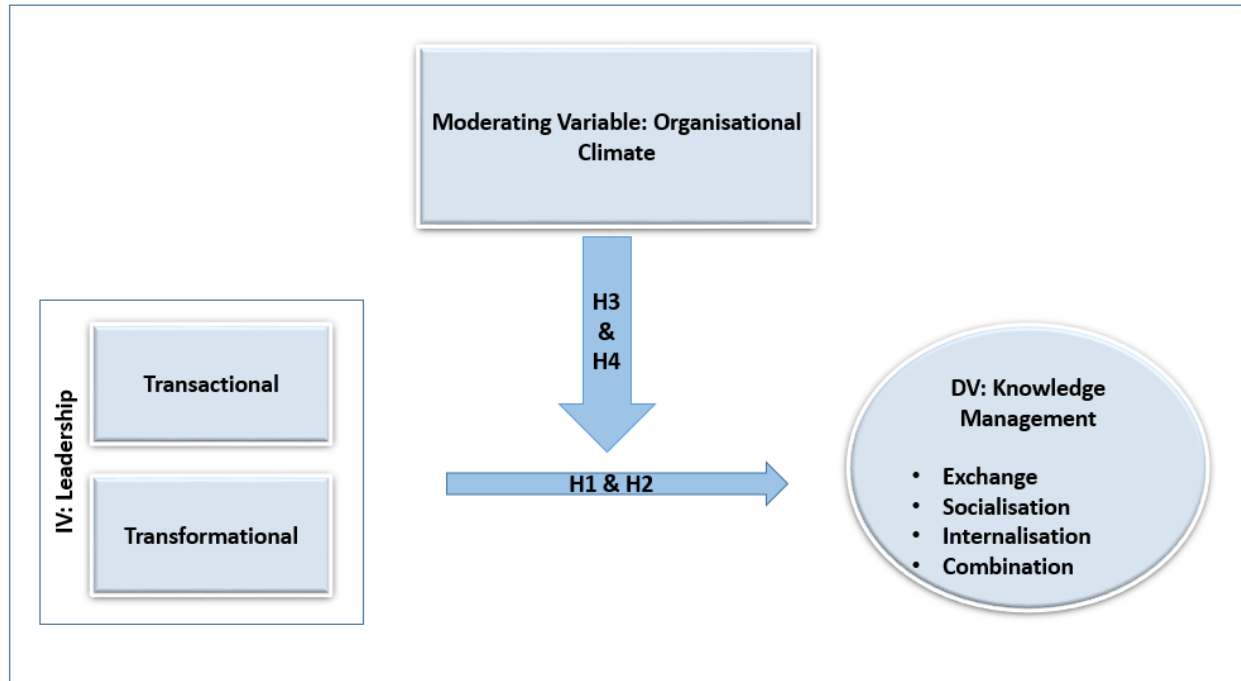 Moderating Variable: Organisational
Climate
H3
&
H4
IV: Leadership
Transactional
Transformational
H1 & H2
DV: Knowledge
Management
• Exchange
• Socialisation
• Internalisation
• Combination